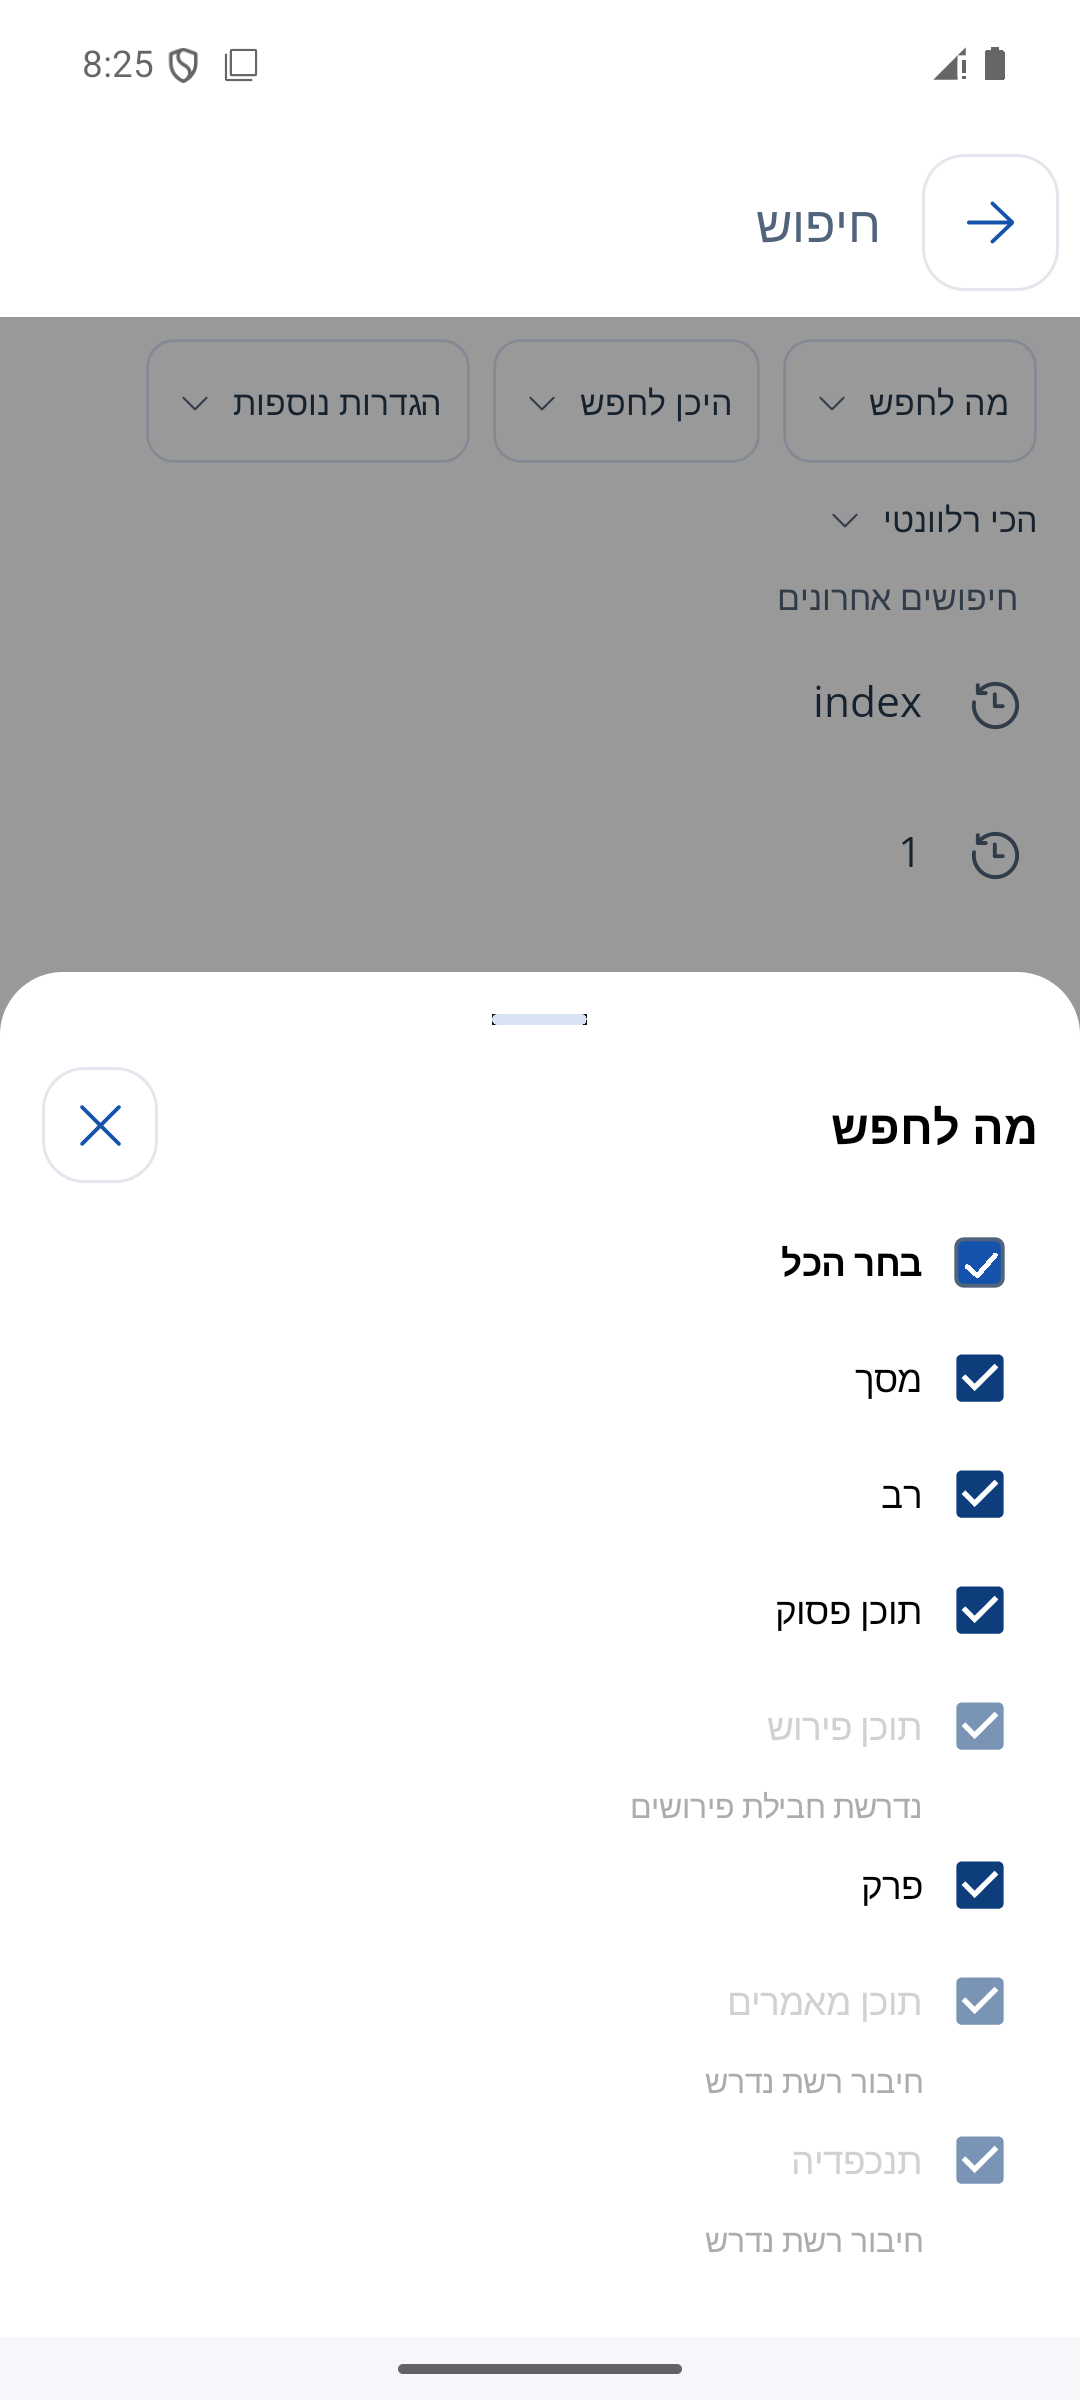 8:25
חיפוש
מה לחפש
היכן לחפש
הגדרות נוספות
הכי רלוונטי
חיפושים אחרונים
index
1
מה לחפש
בחר הכל
מסך
רב
תוכן פסוק
תוכן פירוש
נדרשת חבילת פירושים
פרק
תוכן מאמרים
חיבור רשת נדרש
תנכפדיה
חיבור רשת נדרש